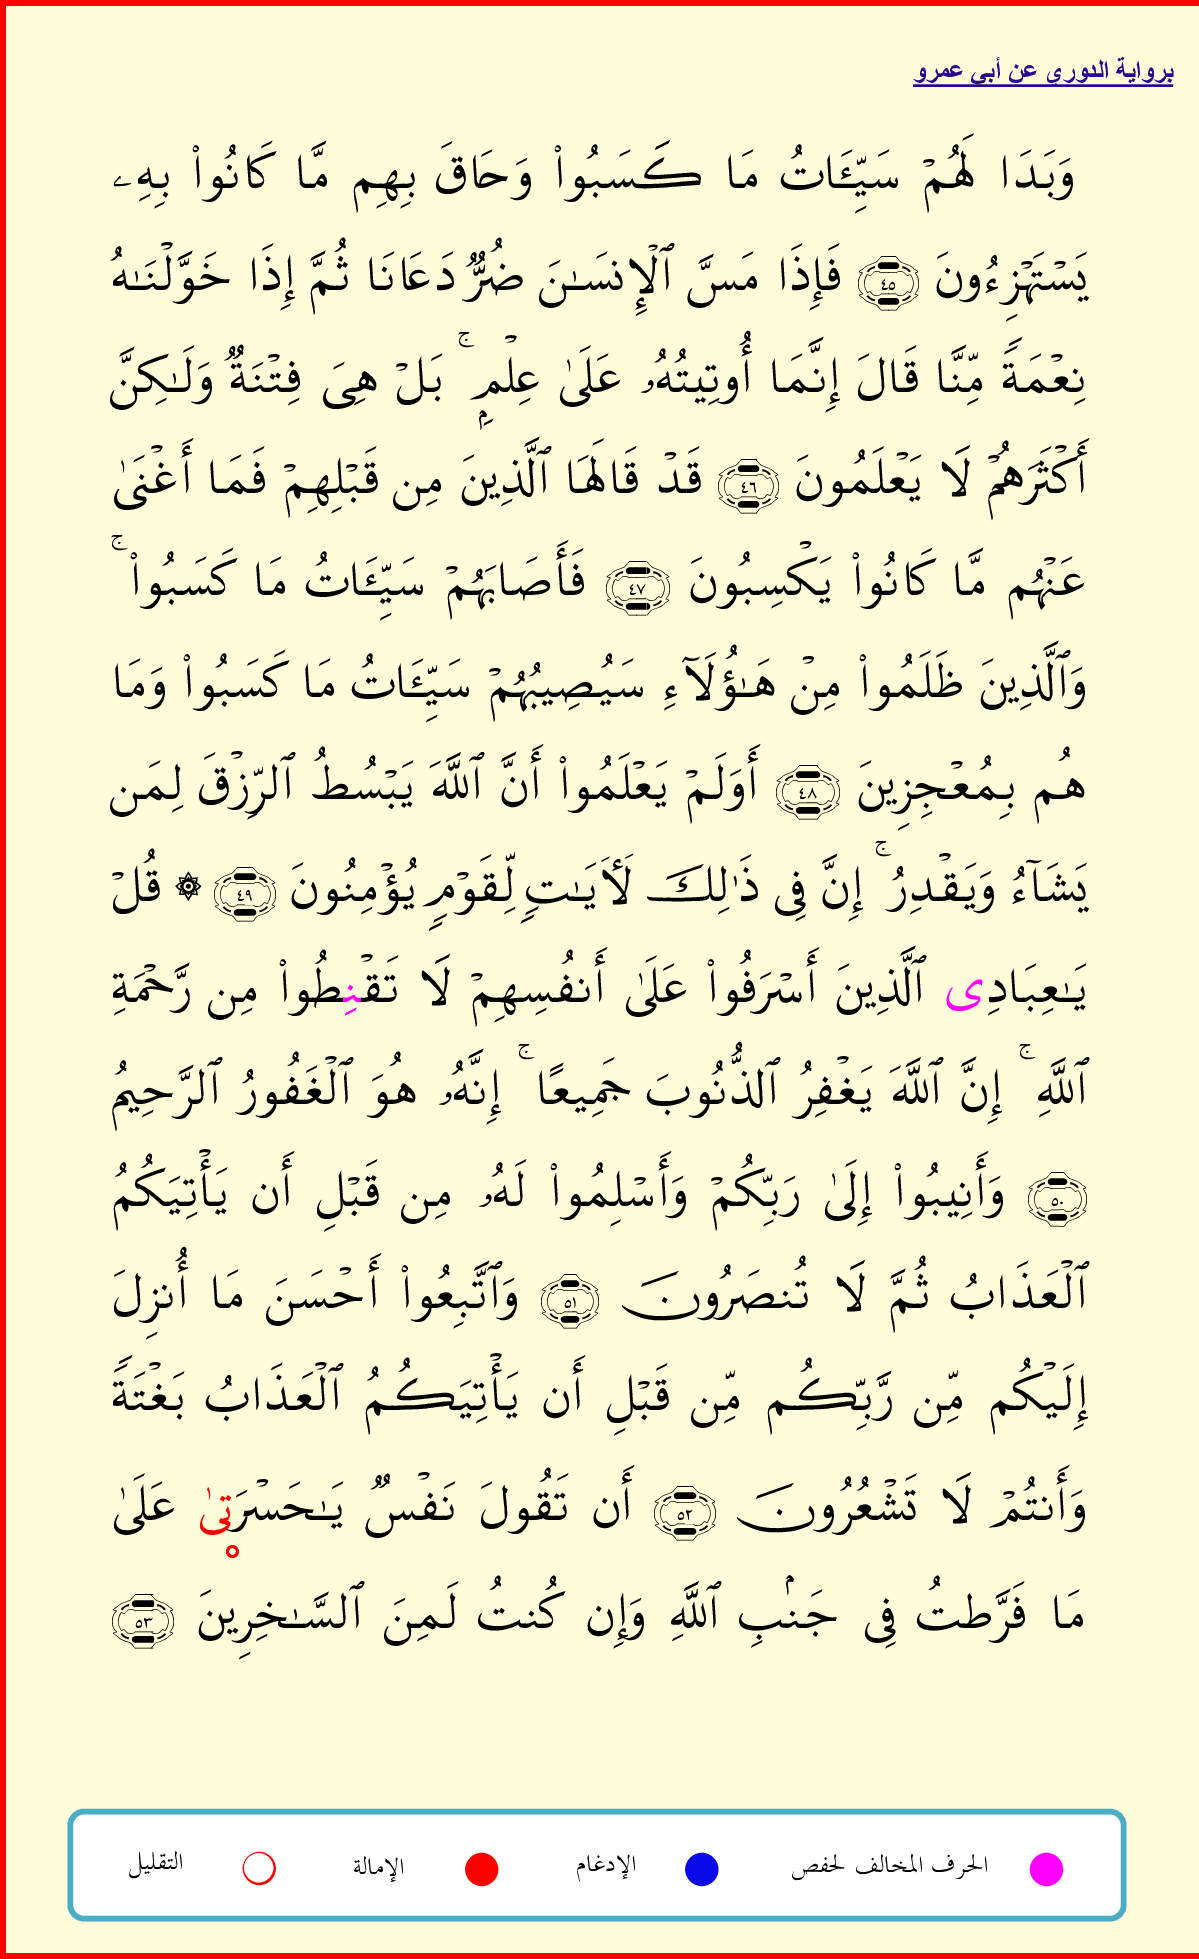 برواية الدوري عن أبي عمرو
وَبَدَا لَهُمْ سَيِّـَٔاتُ مَا كَسَبُوا۟ وَحَاقَ بِهِم مَّا كَانُوا۟ بِهِۦ
يَسْتَهْزِءُونَ ٤٥ فَإِذَا مَسَّ ٱلْإِنسَـٰنَ ضُرٌّ دَعَانَا ثُمَّ إِذَا خَوَّلْنَـٰهُ
نِعْمَةً مِّنَّا قَالَ إِنَّمَا أُوتِيتُهُۥ عَلَىٰ عِلْمٍۭ ۚ بَلْ هِىَ فِتْنَةٌ وَلَـٰكِنَّ
أَكْثَرَهُمْ لَا يَعْلَمُونَ ٤٦ قَدْ قَالَهَا ٱلَّذِينَ مِن قَبْلِهِمْ فَمَا أَغْنَىٰ
عَنْهُم مَّا كَانُوا۟ يَكْسِبُونَ ٤٧ فَأَصَابَهُمْ سَيِّـَٔاتُ مَا كَسَبُوا۟ ۚ
وَٱلَّذِينَ ظَلَمُوا۟ مِنْ هَـٰؤُلَآءِ سَيُصِيبُهُمْ سَيِّـَٔاتُ مَا كَسَبُوا۟ وَمَا
هُم بِمُعْجِزِينَ ٤٨ أَوَلَمْ يَعْلَمُوا۟ أَنَّ ٱللَّهَ يَبْسُطُ ٱلرِّزْقَ لِمَن
يَشَآءُ وَيَقْدِرُ ۚ إِنَّ فِى ذَٰلِكَ لَأَيَـٰتٍ لِّقَوْمٍ يُؤْمِنُونَ ٤٩ ۞ قُلْ
يَـٰعِبَادِى ٱلَّذِينَ أَسْرَفُوا۟ عَلَىٰ أَنفُسِهِمْ لَا تَقْنِطُوا۟ مِن رَّحْمَةِ
ٱللَّهِ ۚ إِنَّ ٱللَّهَ يَغْفِرُ ٱلذُّنُوبَ جَمِيعًا ۚ إِنَّهُۥ هُوَ ٱلْغَفُورُ ٱلرَّحِيمُ
٥٠ وَأَنِيبُوا۟ إِلَىٰ رَبِّكُمْ وَأَسْلِمُوا۟ لَهُۥ مِن قَبْلِ أَن يَأْتِيَكُمُ
ٱلْعَذَابُ ثُمَّ لَا تُنصَرُونَ ٥١ وَٱتَّبِعُوا۟ أَحْسَنَ مَا أُنزِلَ
إِلَيْكُم مِّن رَّبِّكُم مِّن قَبْلِ أَن يَأْتِيَكُمُ ٱلْعَذَابُ بَغْتَةً
وَأَنتُمْ لَا تَشْعُرُونَ ٥٢ أَن تَقُولَ نَفْسٌ يَـٰحَسْرَتىٰ عَلَىٰ
مَا فَرَّطتُ فِى جَنۢبِ ٱللَّهِ وَإِن كُنتُ لَمِنَ ٱلسَّـٰخِرِينَ ٥٣
الحرف المخالف لحفص الإدغام الإمالة التقليل